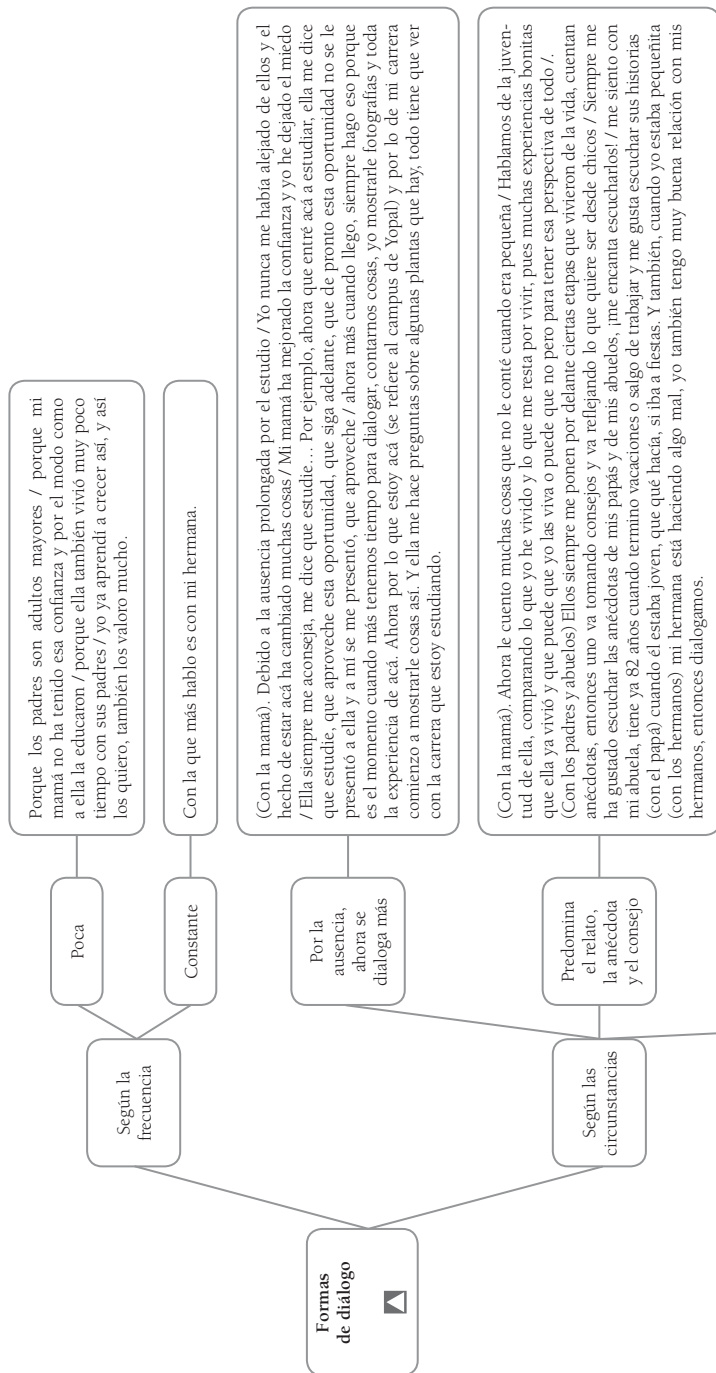 Formas
de diálogo
Según la
frecuencia
Poca
Porque los padres son adultos mayores / porque mi
mamá no ha tenido esa confianza y por el modo como
a ella la educaron / porque ella también vivió muy poco
tiempo con sus padres / yo ya aprendí a crecer así, y así
los quiero, también los valoro mucho.
Constante
Con la que más hablo es con mi hermana.
Según las
circunstancias
Por la
ausencia,
ahora se
dialoga más
(Con la mamá). Debido a la ausencia prolongada por el estudio / Yo nunca me había alejado de ellos y el
hecho de estar acá ha cambiado muchas cosas / Mi mamá ha mejorado la confianza y yo he dejado el miedo
/ Ella siempre me aconseja, me dice que estudie… Por ejemplo, ahora que entré acá a estudiar, ella me dice
que estudie, que aproveche esta oportunidad, que siga adelante, que de pronto esta oportunidad no se le
presentó a ella y a mí se me presentó, que aproveche / ahora más cuando llego, siempre hago eso porque
es el momento cuando más tenemos tiempo para dialogar, contarnos cosas, yo mostrarle fotografías y toda
la experiencia de acá. Ahora por lo que estoy acá (se refiere al campus de Yopal) y por lo de mi carrera
comienzo a mostrarle cosas así. Y ella me hace preguntas sobre algunas plantas que hay, todo tiene que ver
con la carrera que estoy estudiando.
Predomina
el relato,
la anécdota
y el consejo
(Con la mamá). Ahora le cuento muchas cosas que no le conté cuando era pequeña / Hablamos de la juven-
tud de ella, comparando lo que yo he vivido y lo que me resta por vivir, pues muchas experiencias bonitas
que ella ya vivió y que puede que yo las viva o puede que no pero para tener esa perspectiva de todo /.
(Con los padres y abuelos) Ellos siempre me ponen por delante ciertas etapas que vivieron de la vida, cuentan
anécdotas, entonces uno va tomando consejos y va reflejando lo que quiere ser desde chicos / Siempre me
ha gustado escuchar las anécdotas de mis papás y de mis abuelos, ¡me encanta escucharlos! / me siento con
mi abuela, tiene ya 82 años cuando termino vacaciones o salgo de trabajar y me gusta escuchar sus historias
(con el papá) cuando él estaba joven, que qué hacía, si iba a fiestas. Y también, cuando yo estaba pequeñita
(con los hermanos) mi hermana está haciendo algo mal, yo también tengo muy buena relación con mis
hermanos, entonces dialogamos.